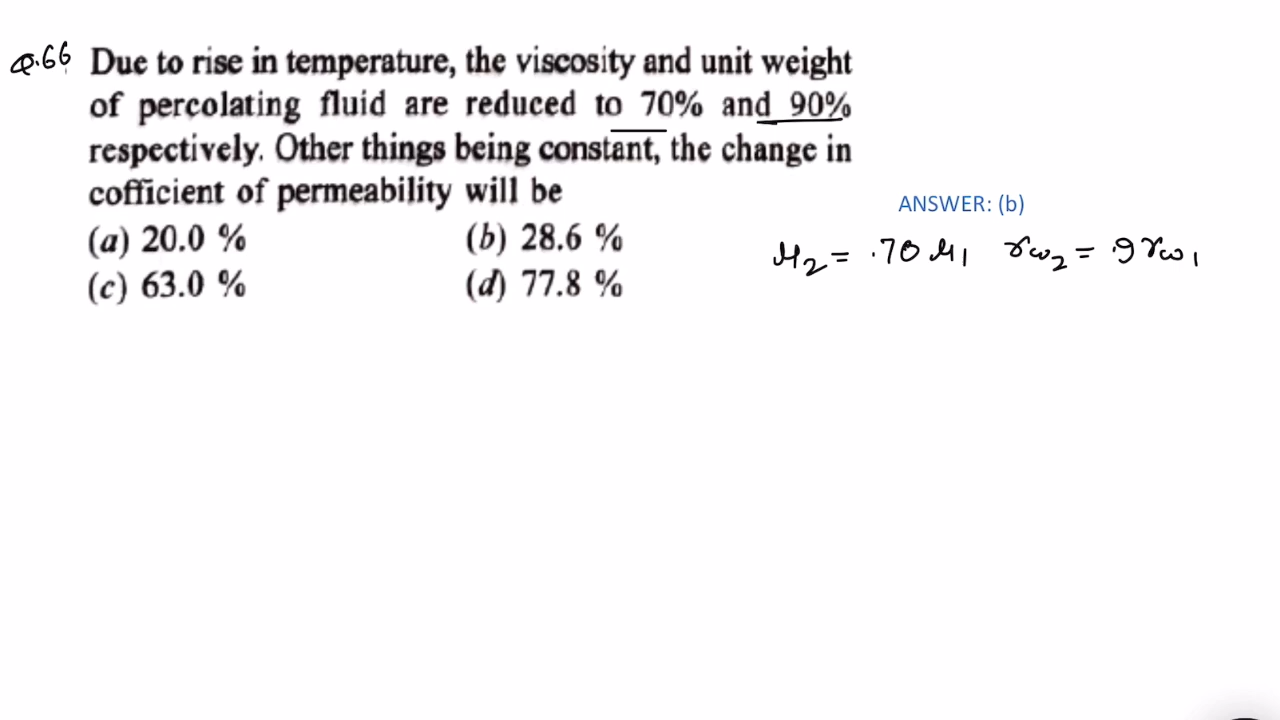 Q.66 Due to rise in temperature, the viscosity and unit weight
of percolating fluid are reduced to 70% and 90%
respectively. Other things being constant, the change in
cofficient of permeability will be
(a) 20.0 % (b) 28.6 %
(c) 63.0 % (d) 77.8 %
ANSWER: (b)
μ₂ = .70 μ₁ γω₂ = .9 γω₁